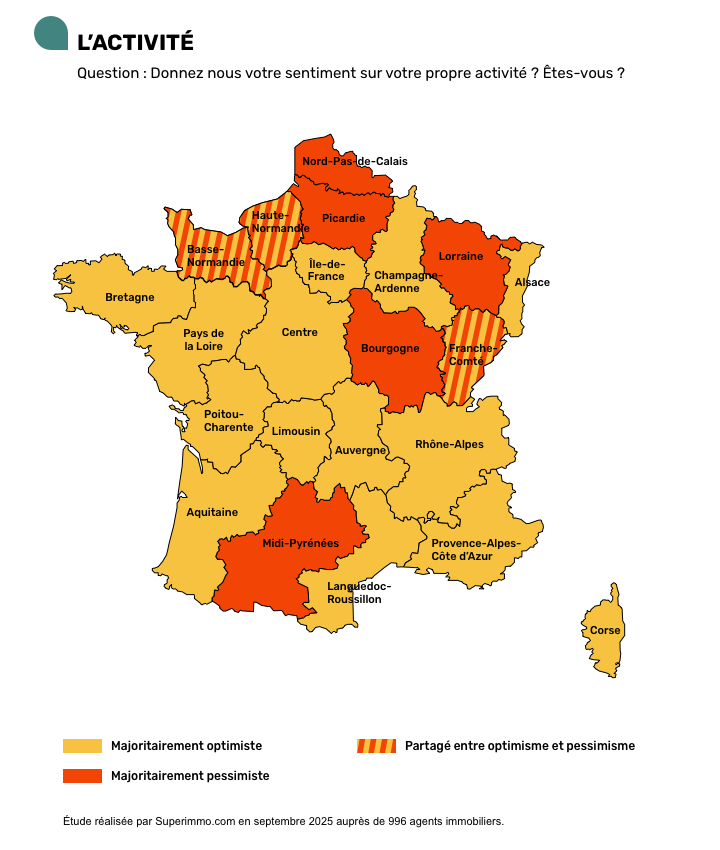 L'ACTIVITÉ
Question : Donnez nous votre sentiment sur votre propre activité ? Êtes-vous ?
Nord-Pas-de-Calais
Haute-
Normandie
Picardie
Basse-
Normandie
Île-de-
France
Champagne-
Ardenne
Lorraine
Alsace
Bretagne
Pays de
la Loire
Centre
Bourgogne
Franche-
Comté
Poitou-
Charente
Limousin
Auvergne
Rhône-Alpes
Aquitaine
Midi-Pyrénées
Provence-Alpes-
Côte d'Azur
Languedoc-
Roussillon
Corse
Majoritairement optimiste
Partagé entre optimisme et pessimisme
Majoritairement pessimiste
Étude réalisée par Superimmo.com en septembre 2025 auprès de 996 agents immobiliers.